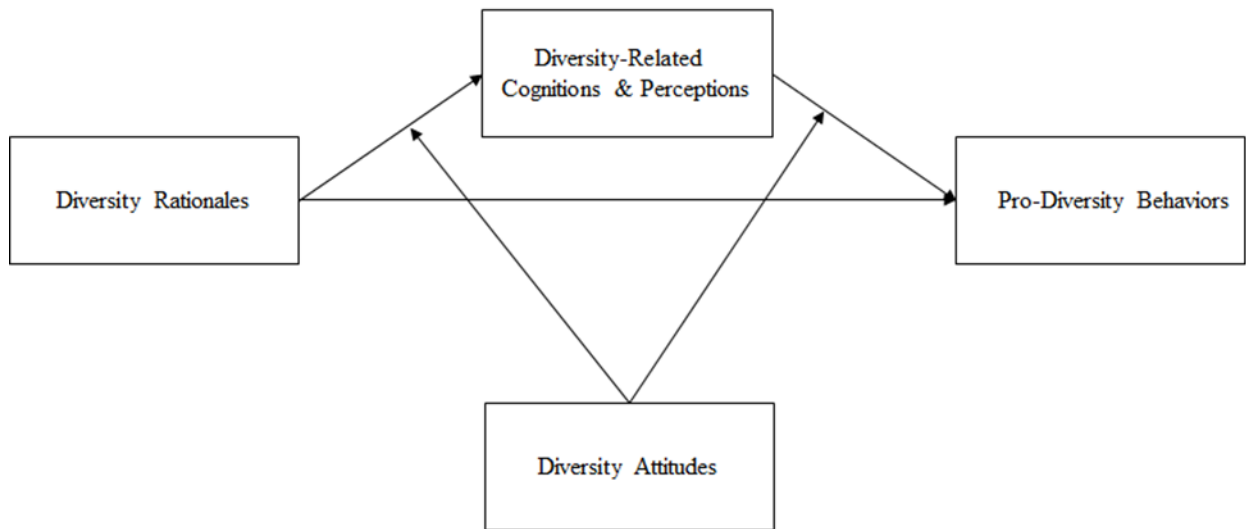 Diversity-Related
Cognitions & Perceptions
Diversity Rationales
Pro-Diversity Behaviors
Diversity Attitudes